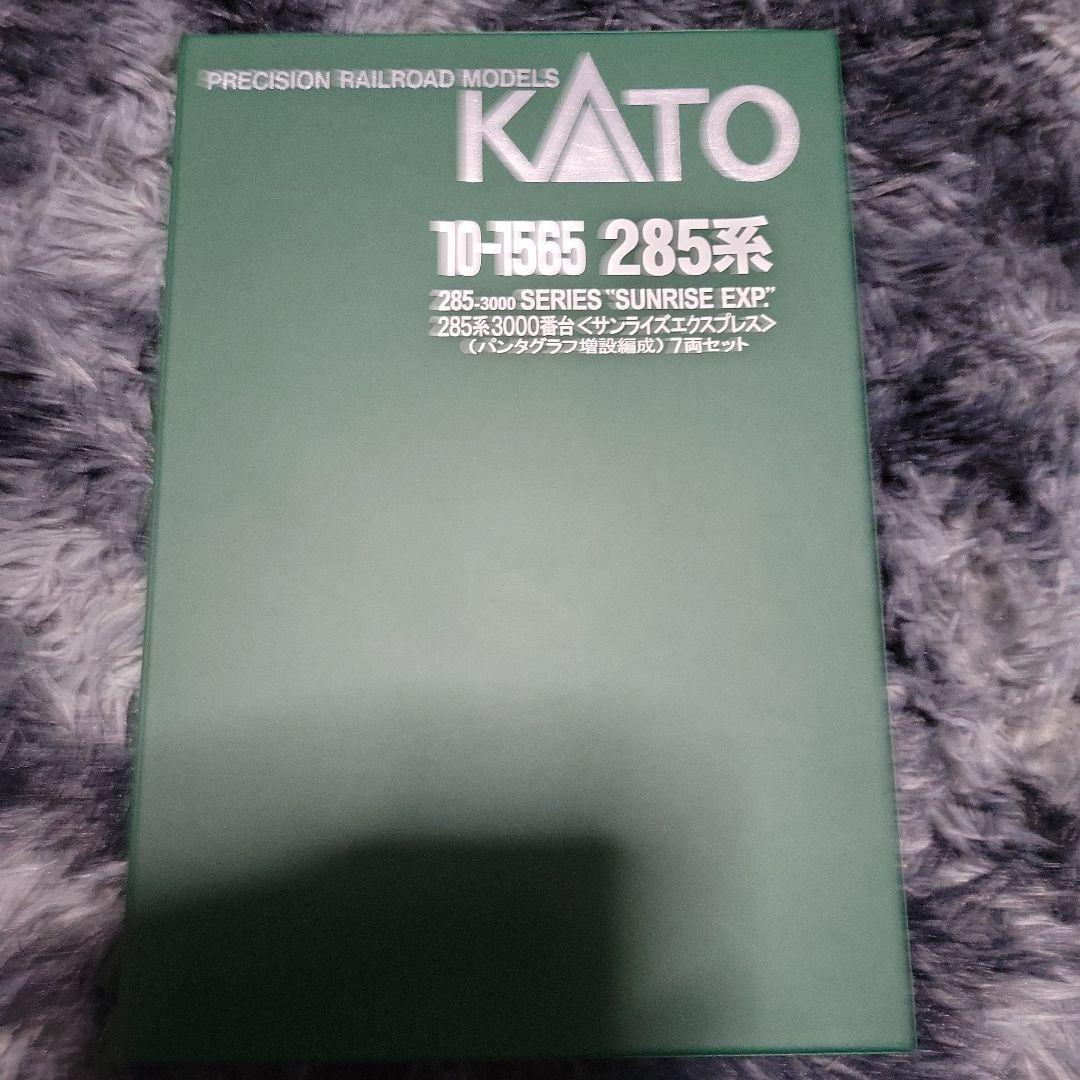 PRECISION RAILROAD MODELS
KATO
10-1565 285系
285-3000 SERIES "SUNRISE EXP."
285系3000番台<サンライズエクスプレス>
(パンタグラフ増設編成) 7両セット